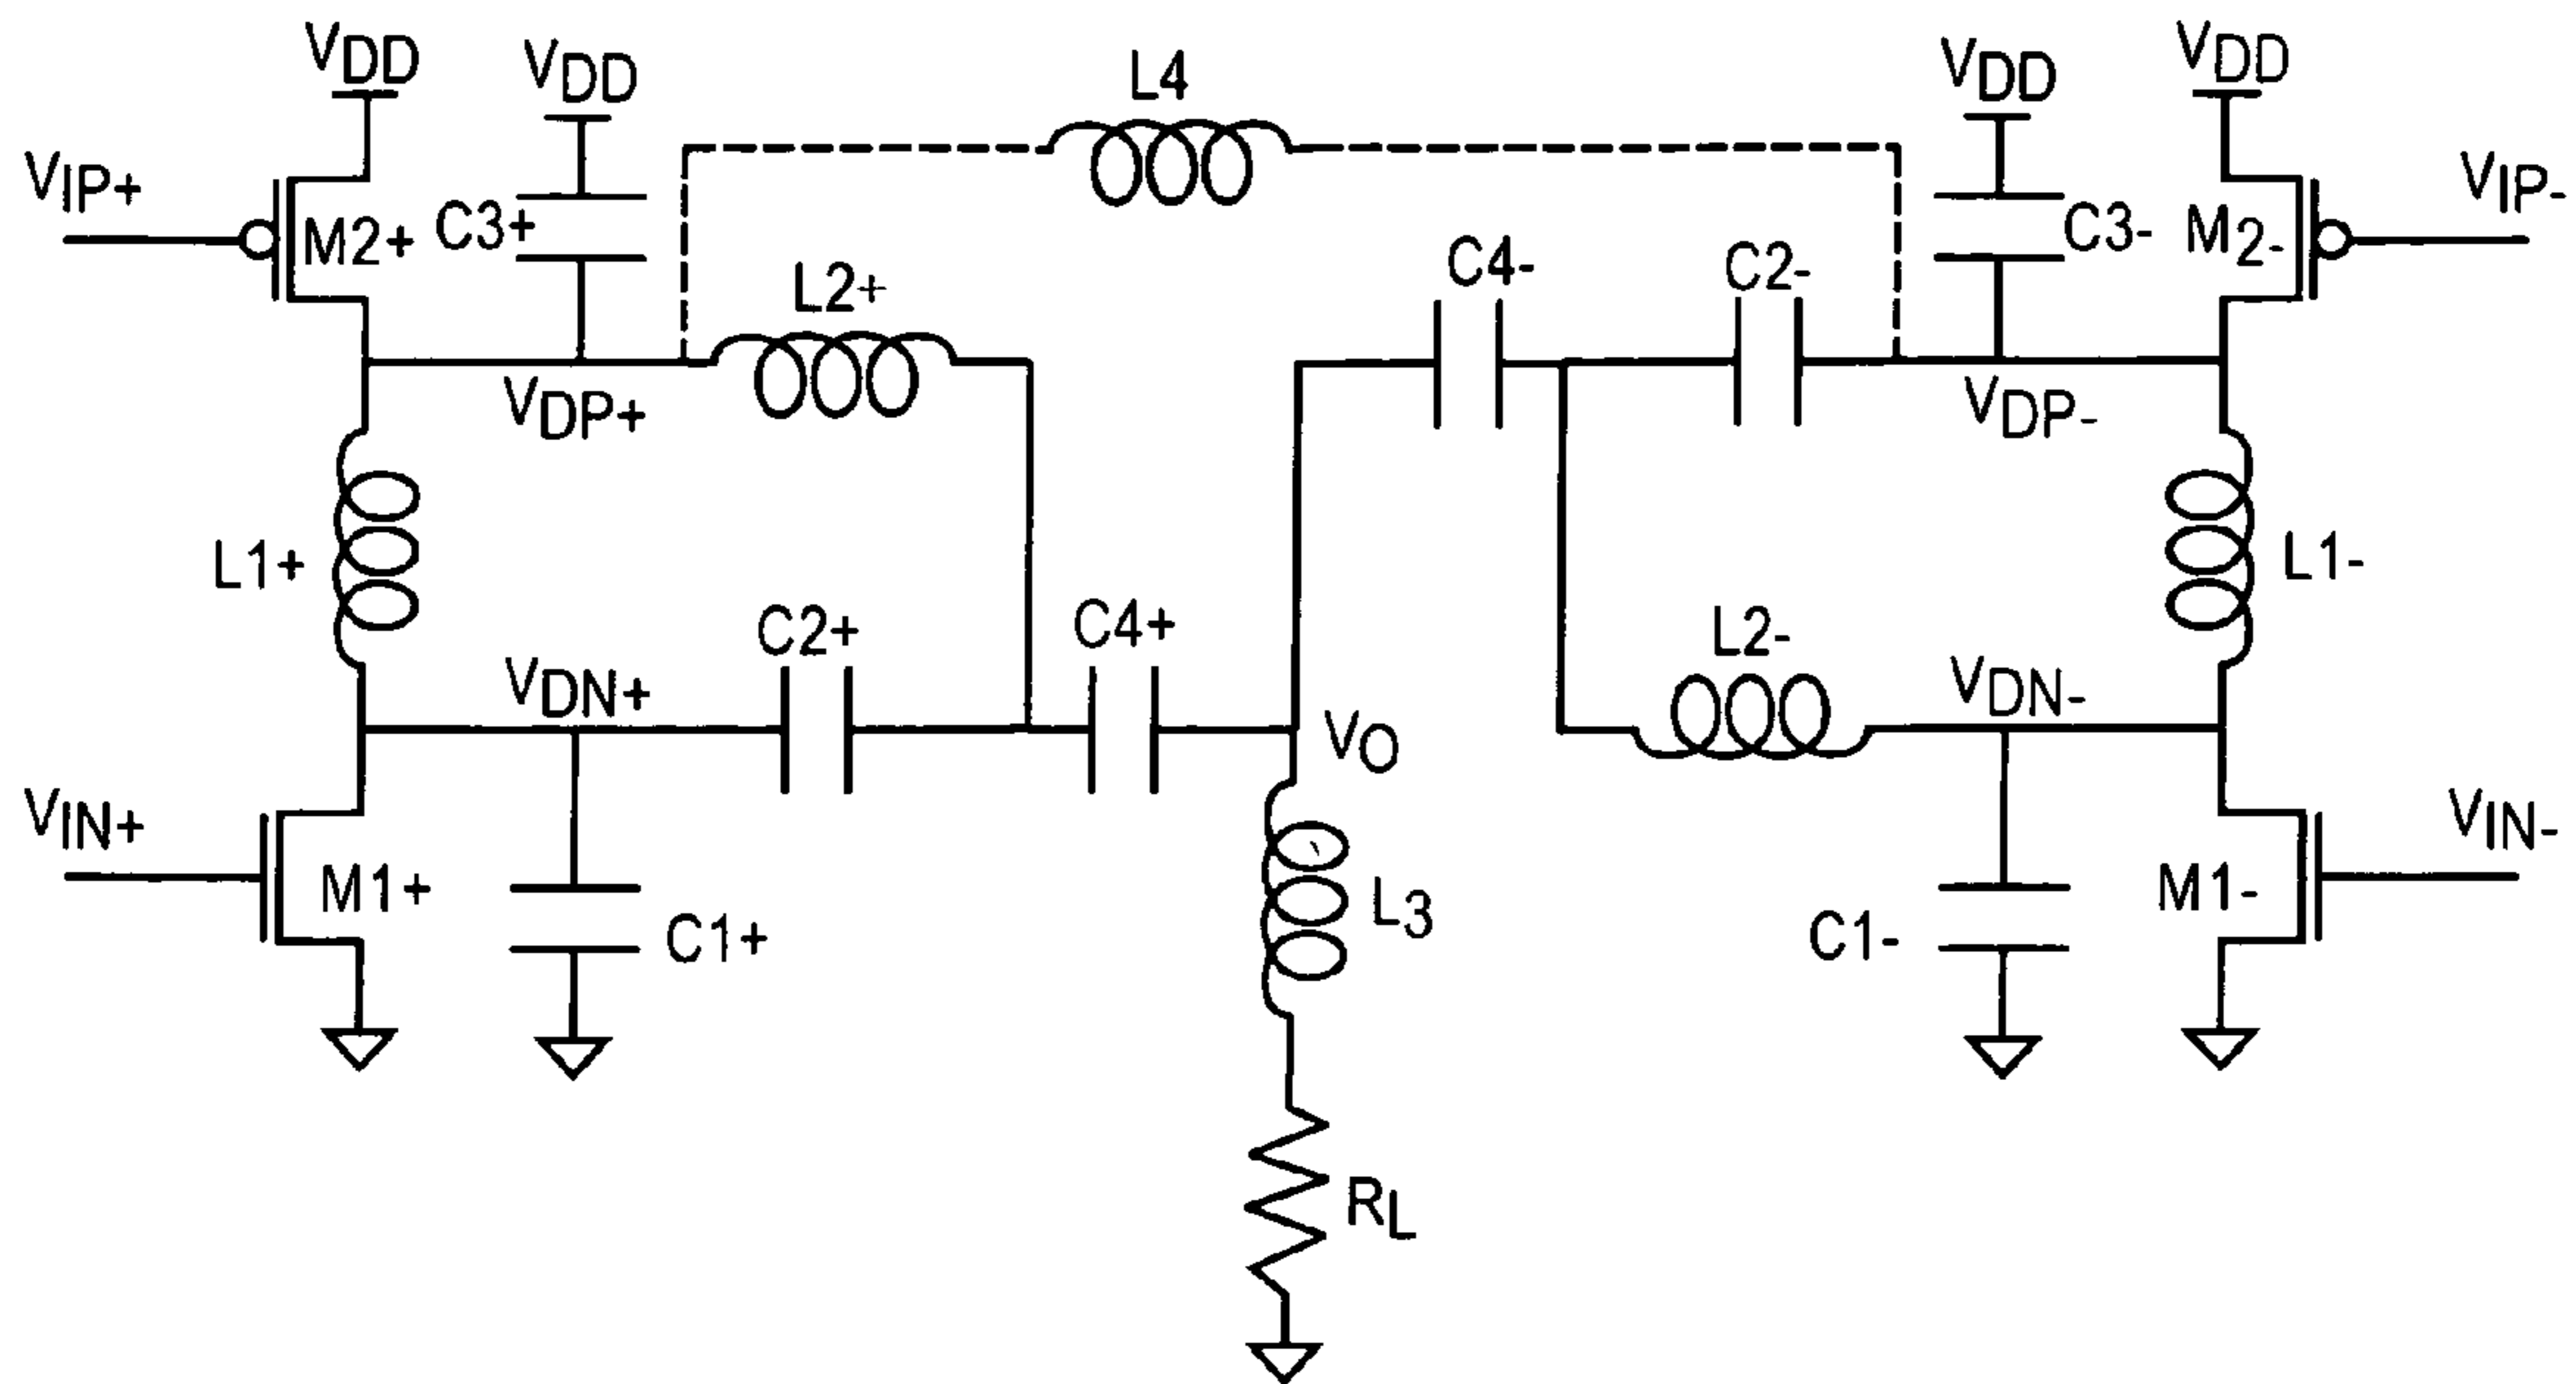 VDD
VDD
L4
VDD
VDD
VIP+
M2+
C3+
L2+
C4-
C2-
C3-
M2-
VIP-
VDP+
VDP-
L1+
L1-
C2+
C4+
L2-
VDN+
VO
VDN-
VIN+
M1+
C1+
L3
C1-
M1-
VIN-
RL